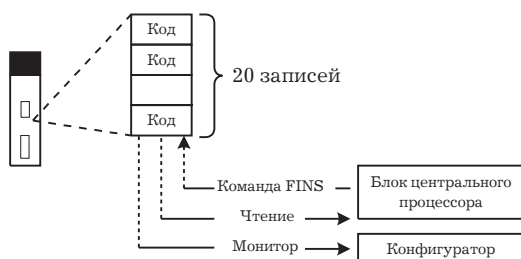 Код
Код
20 записей
Код
Команда FINS
Блок центрального
процессора
Чтение
Монитор
Конфигуратор